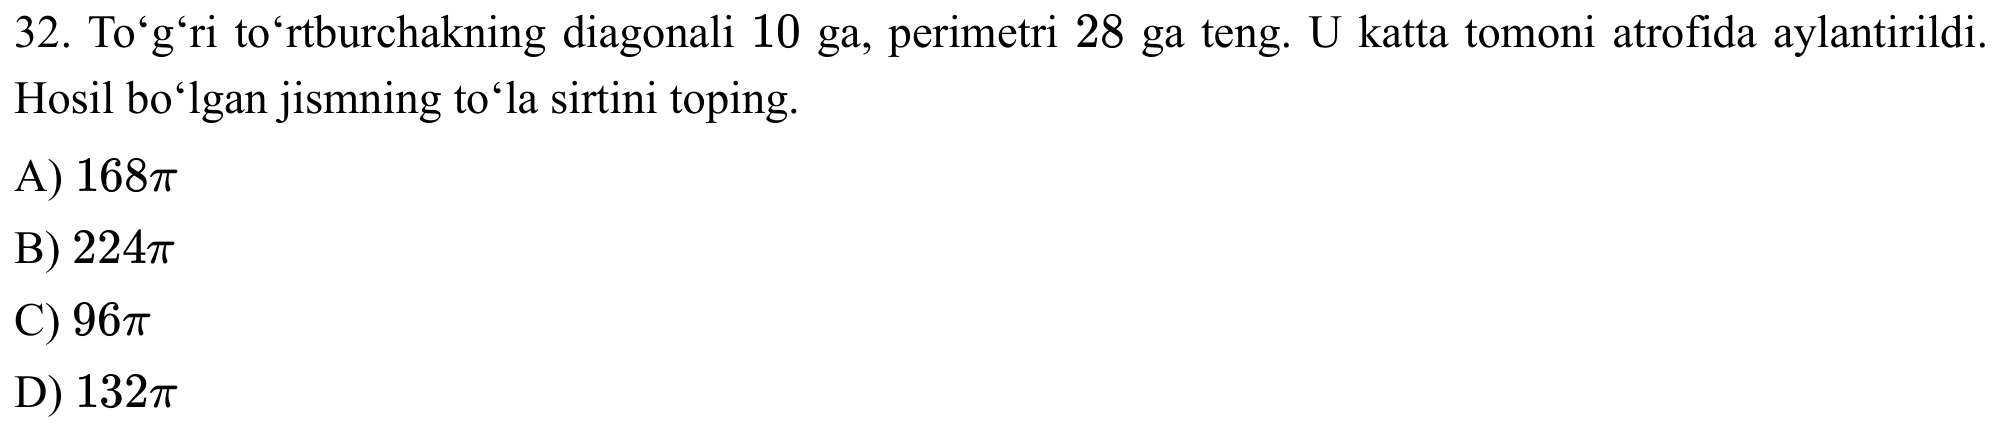 32. To‘g‘ri to‘rtburchakning diagonali 10 ga, perimetri 28 ga teng. U katta tomoni atrofida aylantirildi.
Hosil bo‘lgan jismning to‘la sirtini toping.
A) 168π
B) 224π
C) 96π
D) 132π